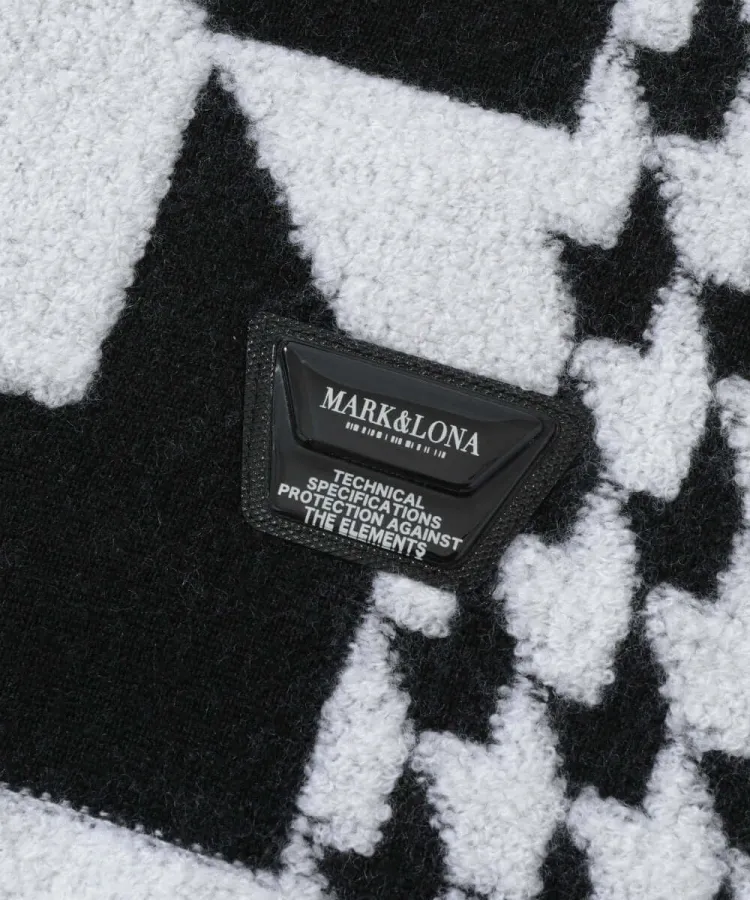 MARK&LONA
TECHNICAL
SPECIFICATIONS
PROTECTION AGAINST
THE ELEMENTS